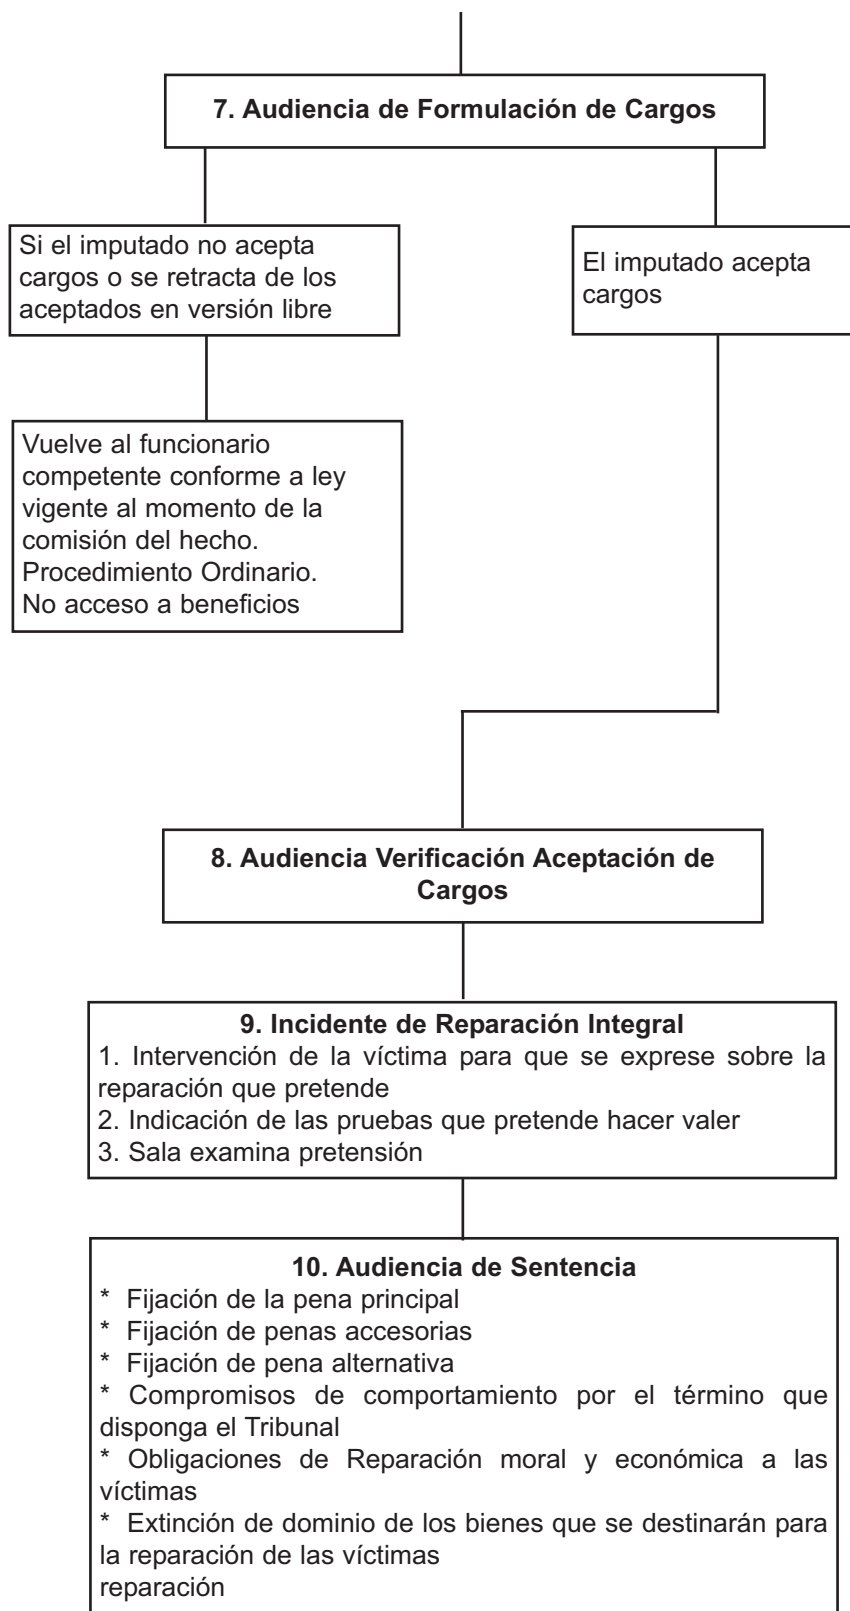 7. Audiencia de Formulación de Cargos
Si el imputado no acepta
cargos o se retracta de los
aceptados en versión libre
El imputado acepta
cargos
Vuelve al funcionario
competente conforme a ley
vigente al momento de la
comisión del hecho.
Procedimiento Ordinario.
No acceso a beneficios
8. Audiencia Verificación Aceptación de
Cargos
9. Incidente de Reparación Integral
1. Intervención de la víctima para que se exprese sobre la
reparación que pretende
2. Indicación de las pruebas que pretende hacer valer
3. Sala examina pretensión
10. Audiencia de Sentencia
* Fijación de la pena principal
* Fijación de penas accesorias
* Fijación de pena alternativa
* Compromisos de comportamiento por el término que
disponga el Tribunal
* Obligaciones de Reparación moral y económica a las
víctimas
* Extinción de dominio de los bienes que se destinarán para
la reparación de las víctimas
reparación